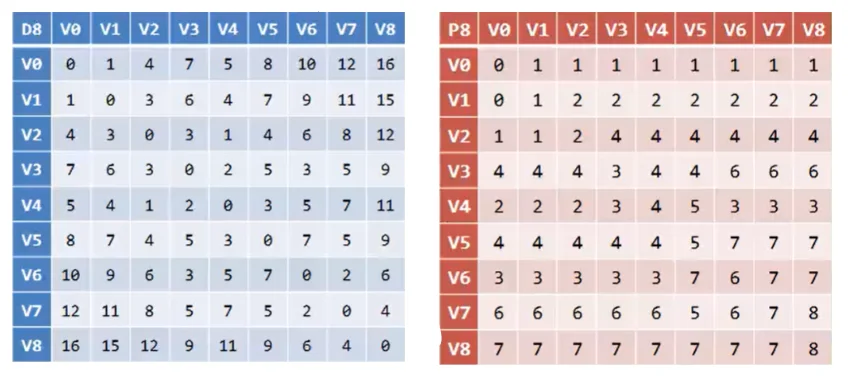 D8 V0 V1 V2 V3 V4 V5 V6 V7 V8
V0 0 1 4 7 5 8 10 12 16
V1 1 0 3 6 4 7 9 11 15
V2 4 3 0 3 1 4 6 8 12
V3 7 6 3 0 2 5 3 5 9
V4 5 4 1 2 0 3 5 7 11
V5 8 7 4 5 3 0 7 5 9
V6 10 9 6 3 5 7 0 2 6
V7 12 11 8 5 7 5 2 0 4
V8 16 15 12 9 11 9 6 4 0
P8 V0 V1 V2 V3 V4 V5 V6 V7 V8
V0 0 1 1 1 1 1 1 1 1
V1 0 1 2 2 2 2 2 2 2
V2 1 1 2 4 4 4 4 4 4
V3 4 4 4 3 4 4 6 6 6
V4 2 2 2 3 4 5 3 3 3
V5 4 4 4 4 4 5 7 7 7
V6 3 3 3 3 3 7 6 7 7
V7 6 6 6 6 6 5 6 7 8
V8 7 7 7 7 7 7 7 7 8